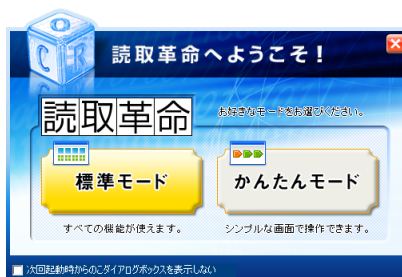 OCR
読取革命へようこそ！
読取革命
お好きなモードをお選びください。
標準モード
かんたんモード
すべての機能が使えます。
シンプルな画面で操作できます。
次回起動時からのこダイアログボックスを表示しない